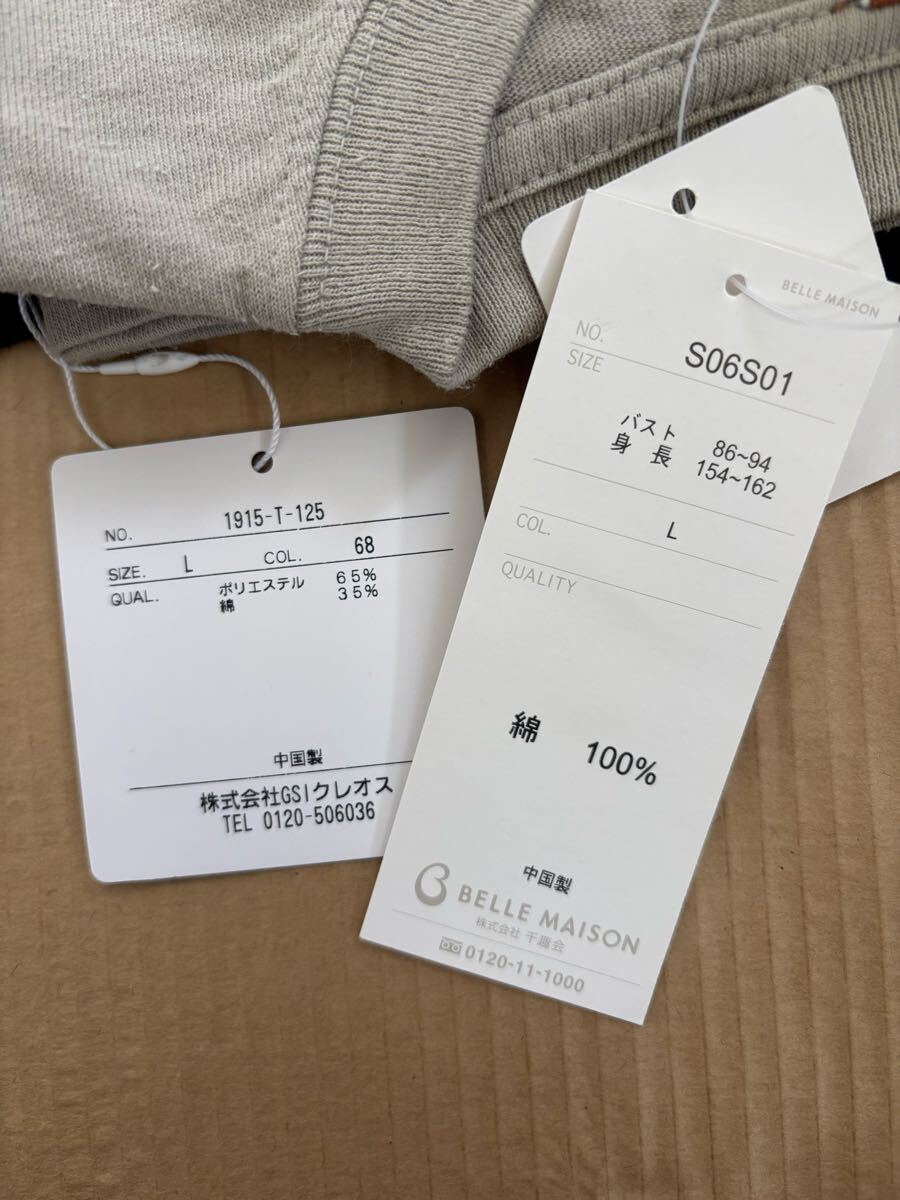 NO. 1915-T-125
SIZE. L COL. 68
QUAL. ポリエステル 65%
綿 35%
中国製
株式会社GSIクレオス
TEL 0120-506036
BELLE MAISON
NO. S06S01
SIZE
バスト 86~94
身長 154~162
L
COL.
QUALITY
綿 100%
中国製
BELLE MAISON
株式会社 千趣会
0120-11-1000